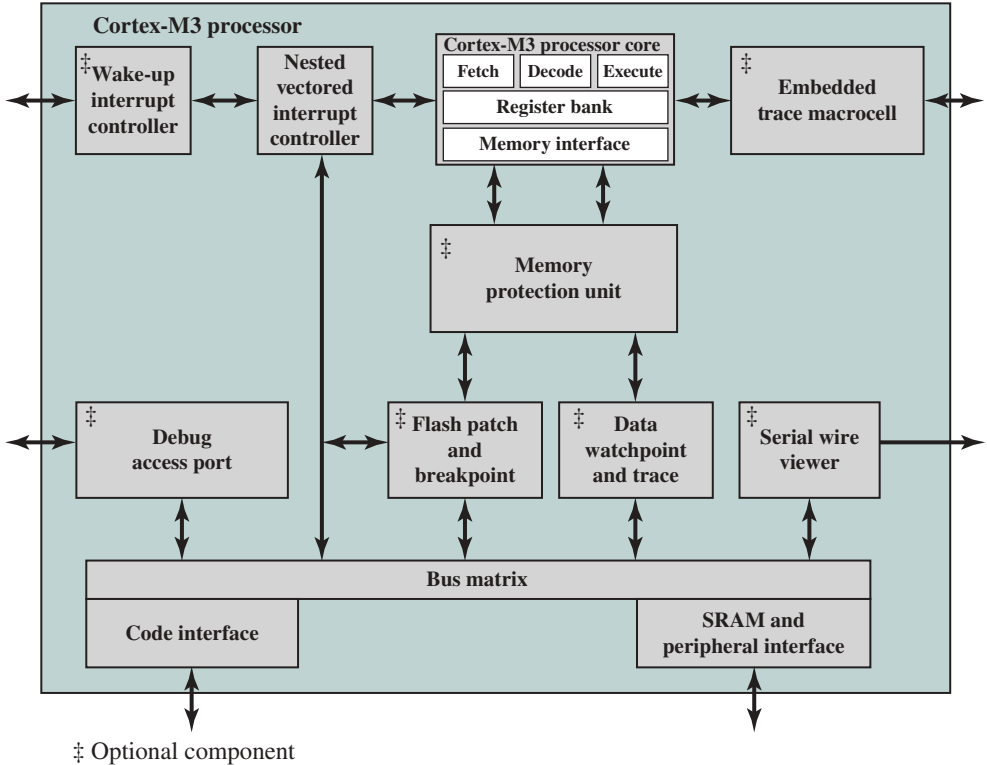 Cortex-M3 processor
‡ Wake-up
interrupt
controller
Nested
vectored
interrupt
controller
Cortex-M3 processor core
Fetch
Decode
Execute
Register bank
Memory interface
‡
Embedded
trace macrocell
‡
Memory
protection unit
‡
Debug
access port
‡ Flash patch
and
breakpoint
‡ Data
watchpoint
and trace
‡ Serial wire
viewer
Bus matrix
Code interface
SRAM and
peripheral interface
‡ Optional component